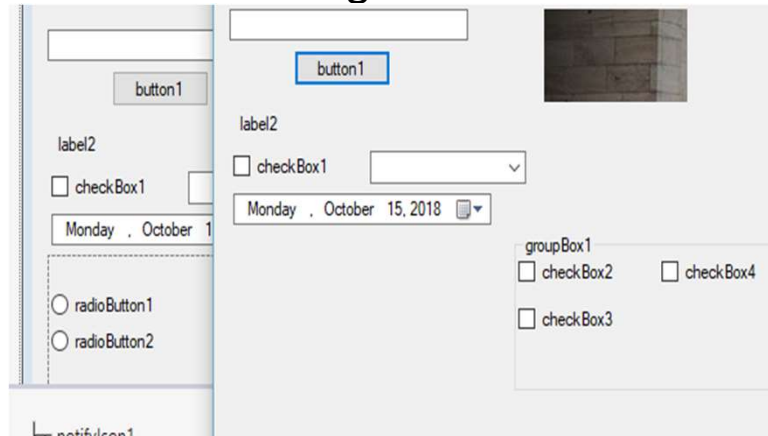 button1
label2
checkBox1
Monday , October 1
radioButton1
radioButton2
notifyIcon1
button1
label2
checkBox1
Monday , October 15, 2018
groupBox1
checkBox2 checkBox4
checkBox3